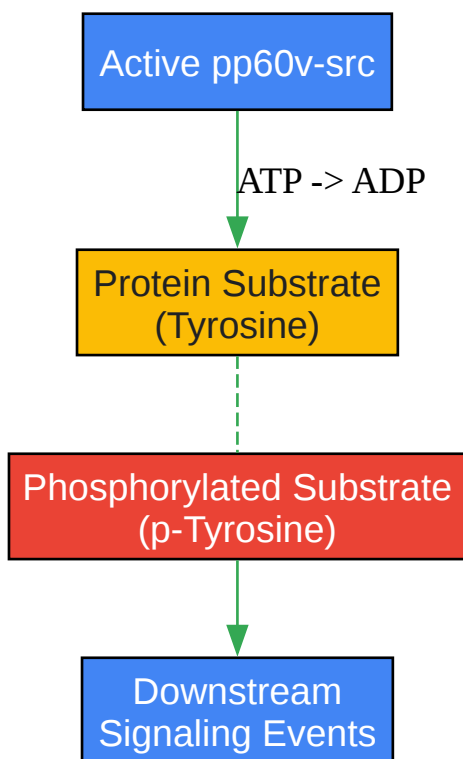 Active pp60v-src
ATP -> ADP
Protein Substrate
(Tyrosine)
Phosphorylated Substrate
(p-Tyrosine)
Downstream
Signaling Events